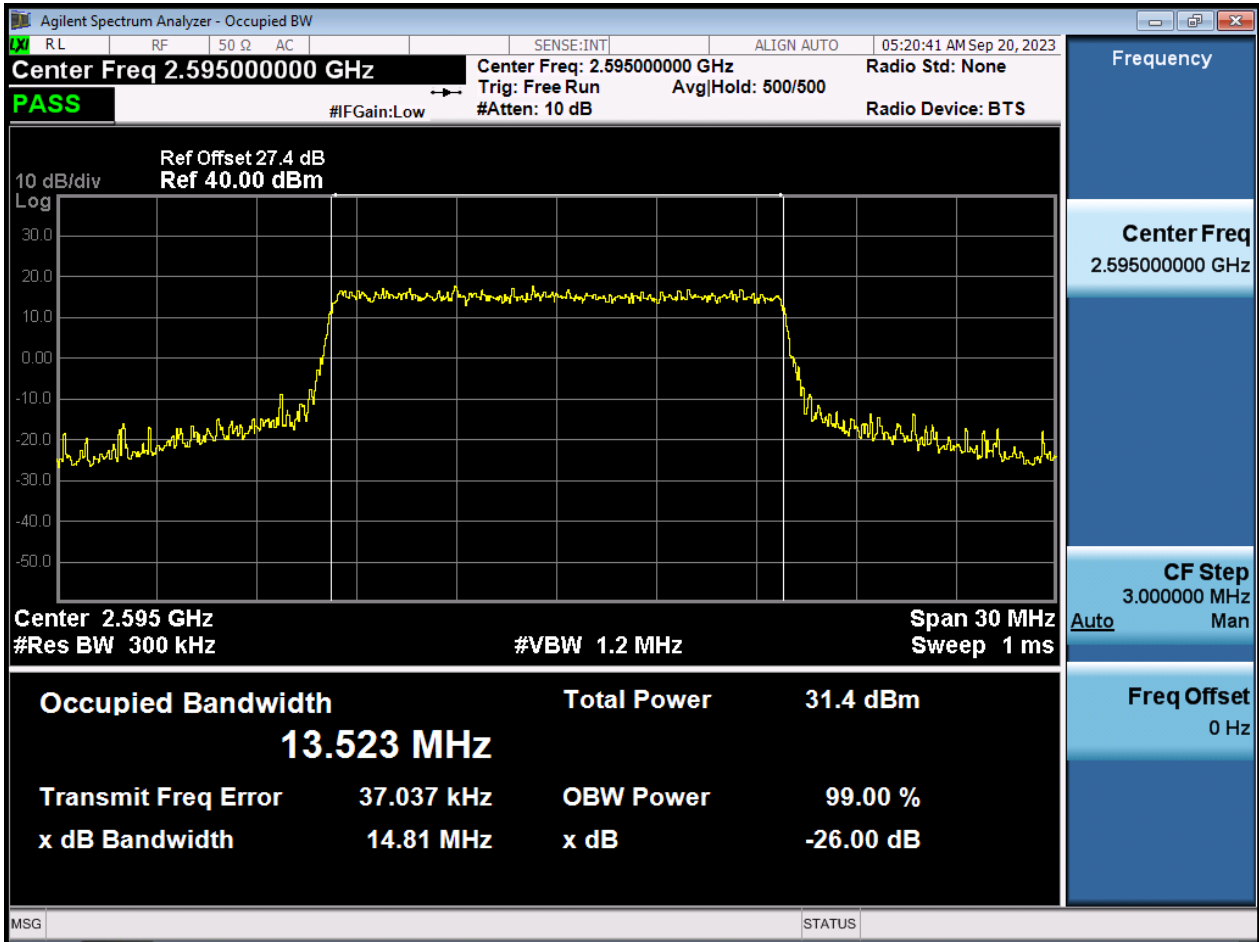 Agilent Spectrum Analyzer - Occupied BW
LXI RL RF 50 Ω AC SENSE:INT ALIGN AUTO 05:20:41 AM Sep 20, 2023
Center Freq 2.595000000 GHz
PASS
#IFGain:Low
Center Freq: 2.595000000 GHz
Trig: Free Run Avg|Hold: 500/500
#Atten: 10 dB
Radio Std: None
Radio Device: BTS
Ref Offset 27.4 dB
10 dB/div Ref 40.00 dBm
Log
30.0
20.0
10.0
0.00
-10.0
-20.0
-30.0
-40.0
-50.0
Center 2.595 GHz Span 30 MHz
#Res BW 300 kHz #VBW 1.2 MHz Sweep 1 ms
Occupied Bandwidth Total Power 31.4 dBm
13.523 MHz
Transmit Freq Error 37.037 kHz OBW Power 99.00 %
x dB Bandwidth 14.81 MHz x dB -26.00 dB
Frequency
Center Freq
2.595000000 GHz
CF Step
3.000000 MHz
Auto Man
Freq Offset
0 Hz
MSG STATUS